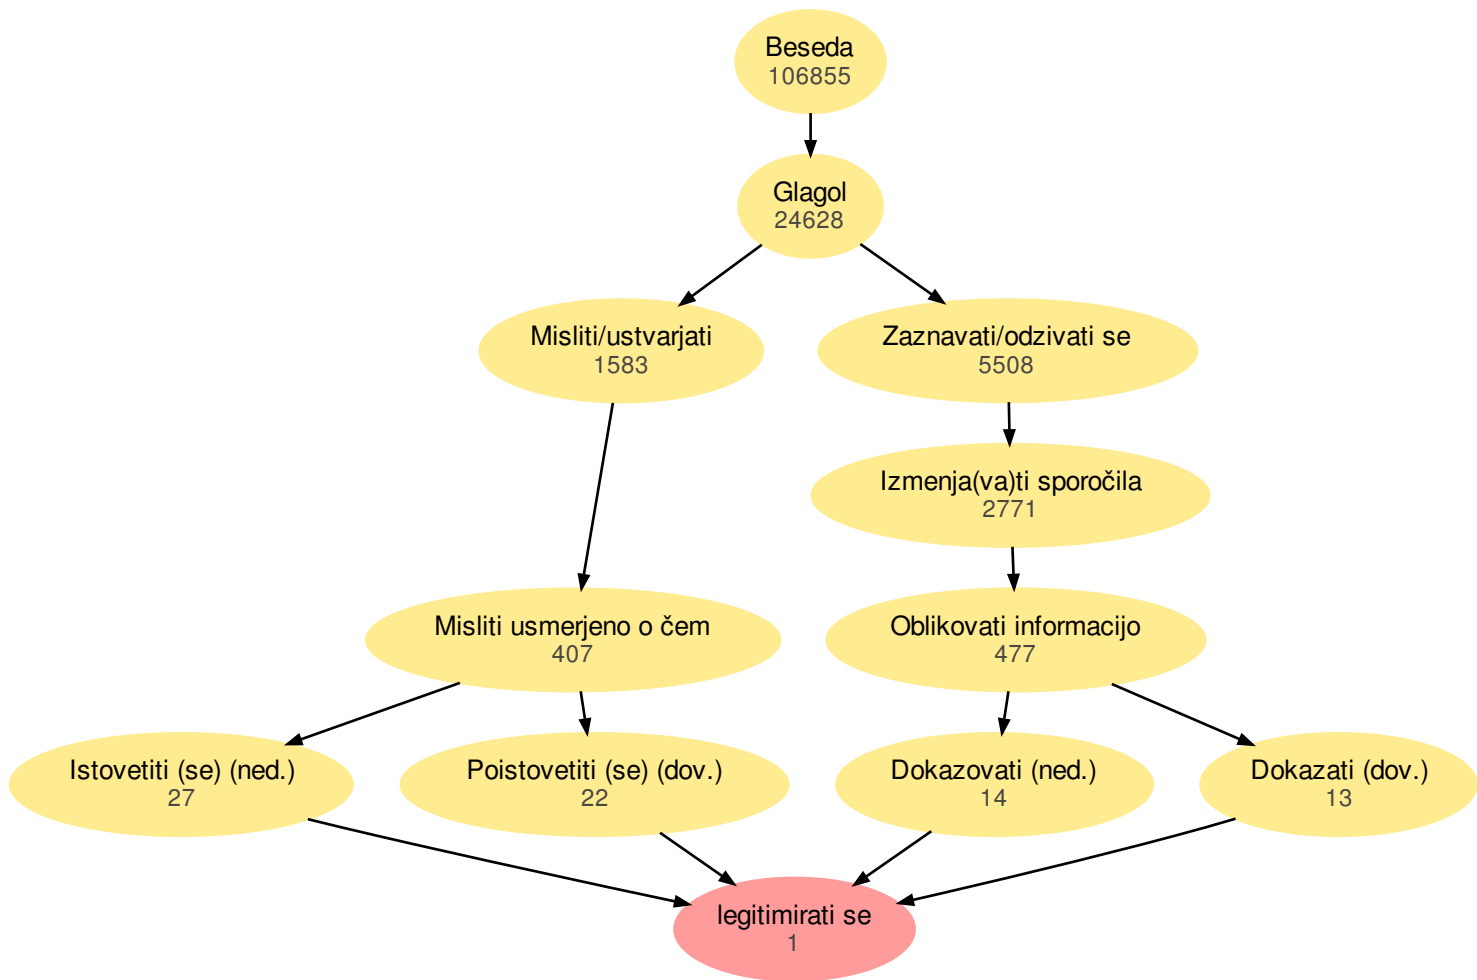 Beseda
106855
Glagol
24628
Misliti/ustvarjati
1583
Zaznavati/odzivati se
5508
Izmenja(va)ti sporočila
2771
Misliti usmerjeno o čem
407
Oblikovati informacijo
477
Istovetiti (se) (ned.)
27
Poistovetiti (se) (dov.)
22
Dokazovati (ned.)
14
Dokazati (dov.)
13
legitimirati se
1